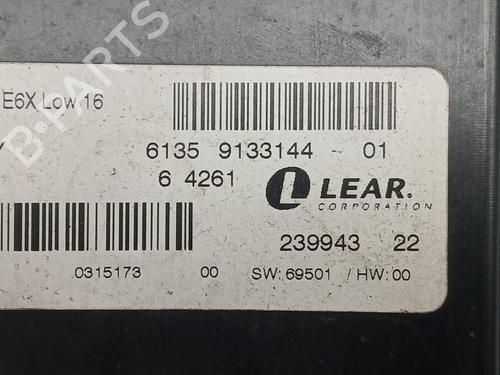 E6X Low 16
6135 9133144 - 01
6 4261
LEAR.
CORPORATION
239943 22
0315173 00 SW: 69501 / HW: 00
B-PARTS